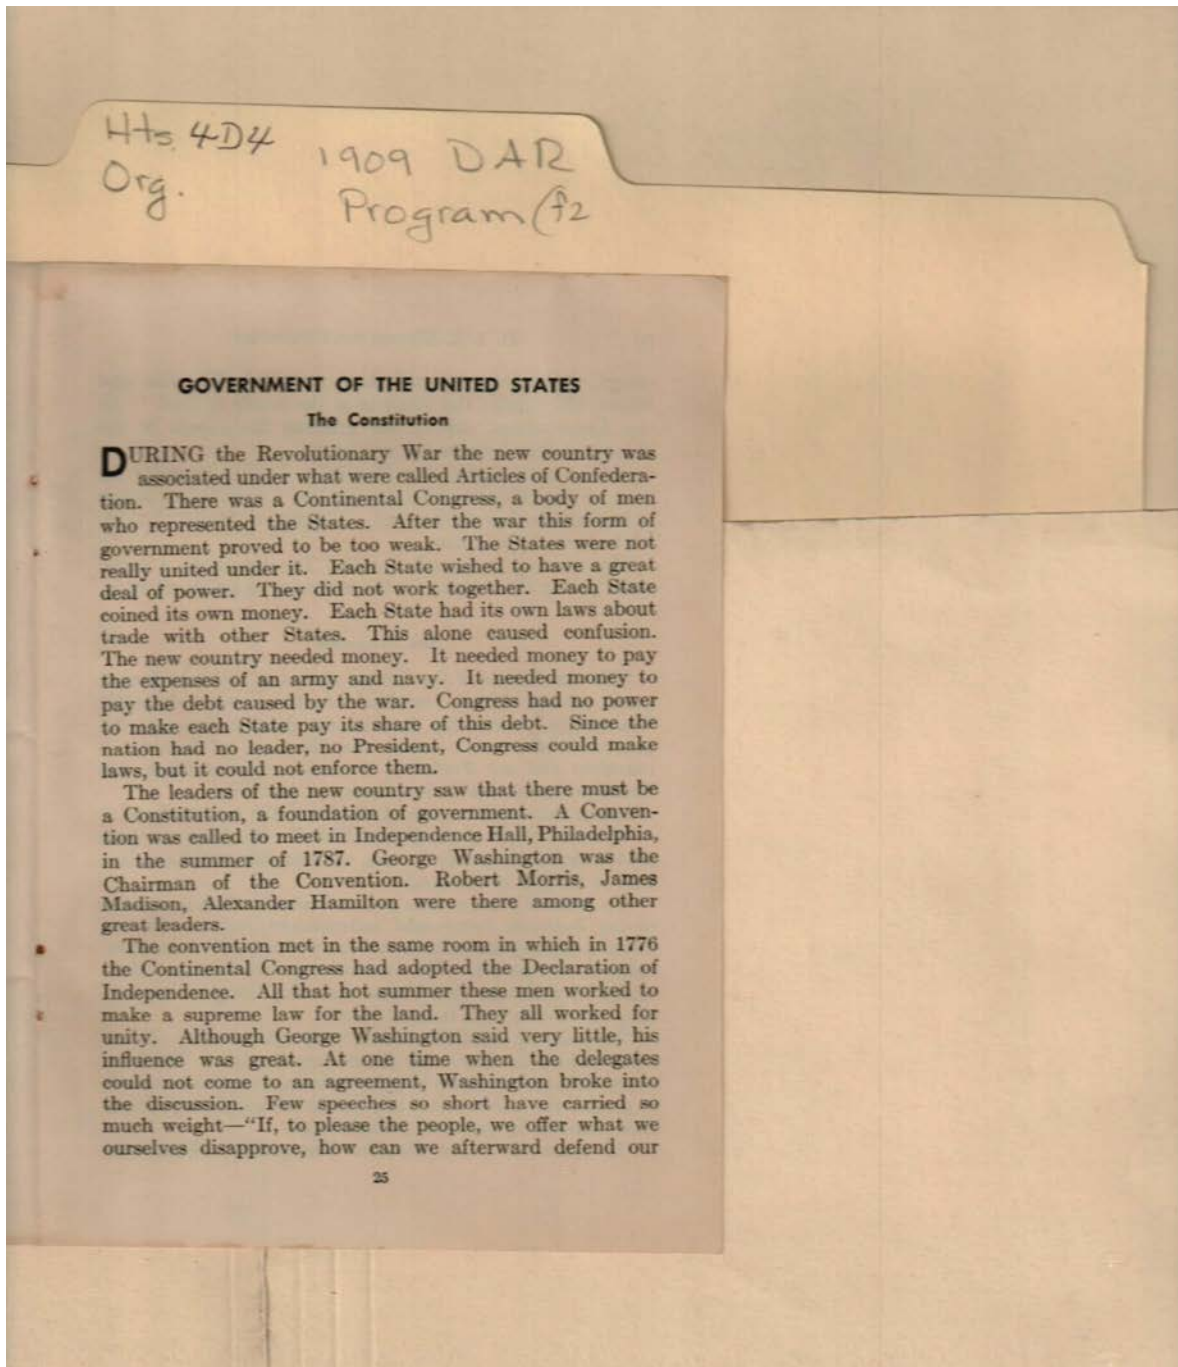 Hts. 4D4
Org.
1909 DAR
Program (f2
GOVERNMENT OF THE UNITED STATES
The Constitution
DURING the Revolutionary War the new country was
associated under what were called Articles of Confedera-
tion. There was a Continental Congress, a body of men
who represented the States. After the war this form of
government proved to be too weak. The States were not
really united under it. Each State wished to have a great
deal of power. They did not work together. Each State
coined its own money. Each State had its own laws about
trade with other States. This alone caused confusion.
The new country needed money. It needed money to pay
the expenses of an army and navy. It needed money to
pay the debt caused by the war. Congress had no power
to make each State pay its share of this debt. Since the
nation had no leader, no President, Congress could make
laws, but it could not enforce them.
The leaders of the new country saw that there must be
a Constitution, a foundation of government. A Conven-
tion was called to meet in Independence Hall, Philadelphia,
in the summer of 1787. George Washington was the
Chairman of the Convention. Robert Morris, James
Madison, Alexander Hamilton were there among other
great leaders.
The convention met in the same room in which in 1776
the Continental Congress had adopted the Declaration of
Independence. All that hot summer these men worked to
make a supreme law for the land. They all worked for
unity. Although George Washington said very little, his
influence was great. At one time when the delegates
could not come to an agreement, Washington broke into
the discussion. Few speeches so short have carried so
much weight—"If, to please the people, we offer what we
ourselves disapprove, how can we afterward defend our
25